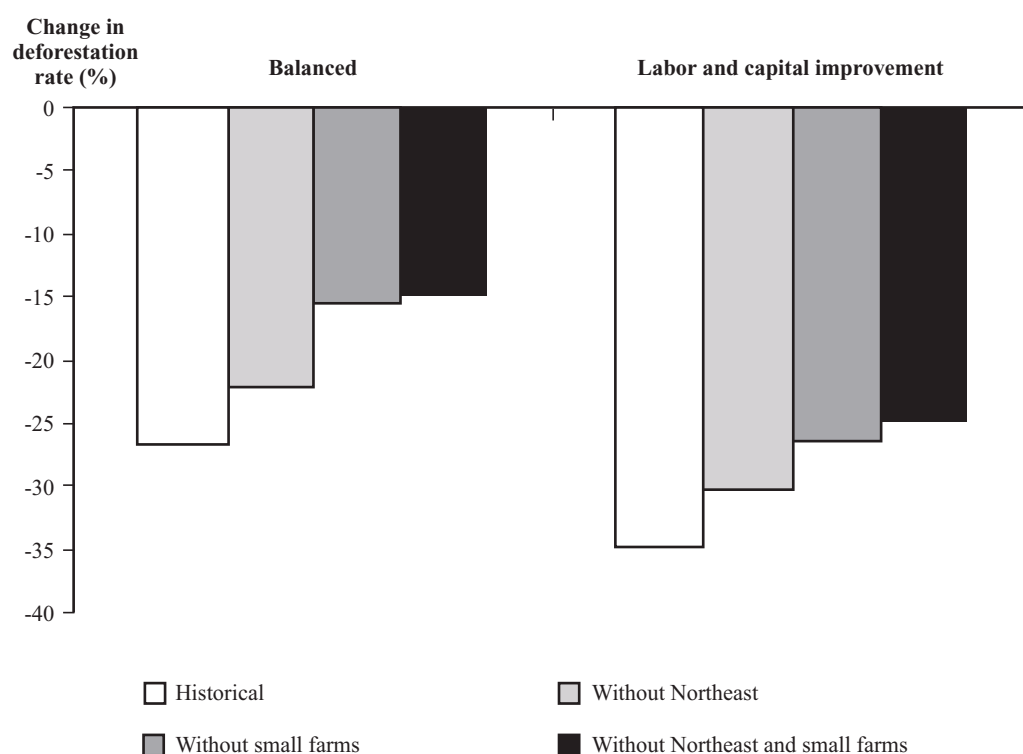 Change in
deforestation
rate (%)
Balanced
Labor and capital improvement
0
-5
-10
-15
-20
-25
-30
-35
-40
Historical
Without Northeast
Without small farms
Without Northeast and small farms